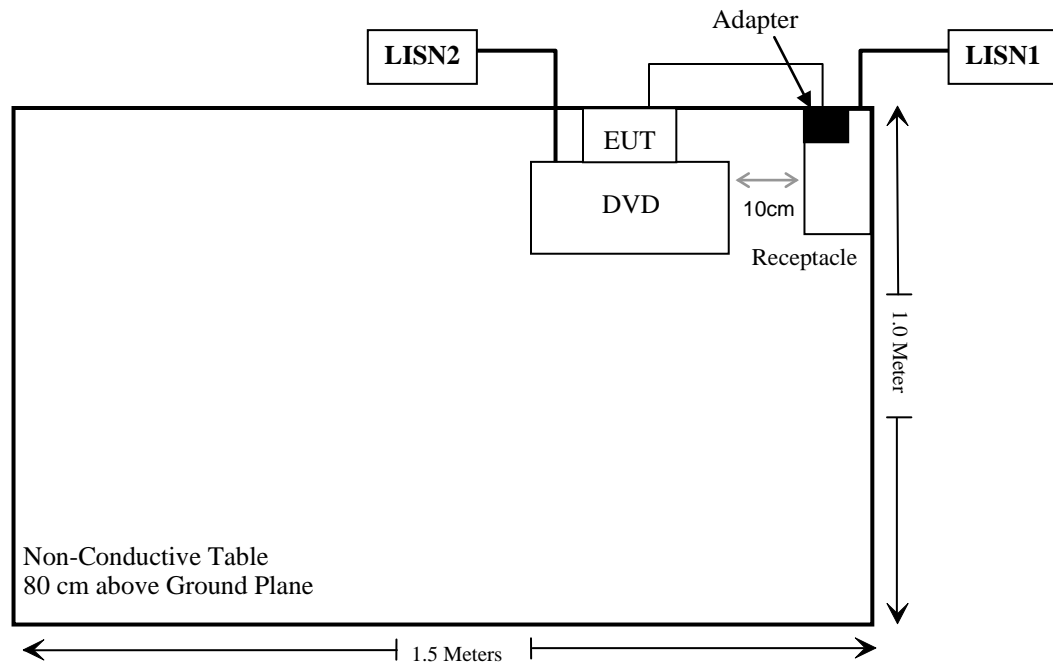 Adapter
LISN2
LISN1
EUT
DVD
10cm
Receptacle
1.0 Meter
Non-Conductive Table
80 cm above Ground Plane
1.5 Meters